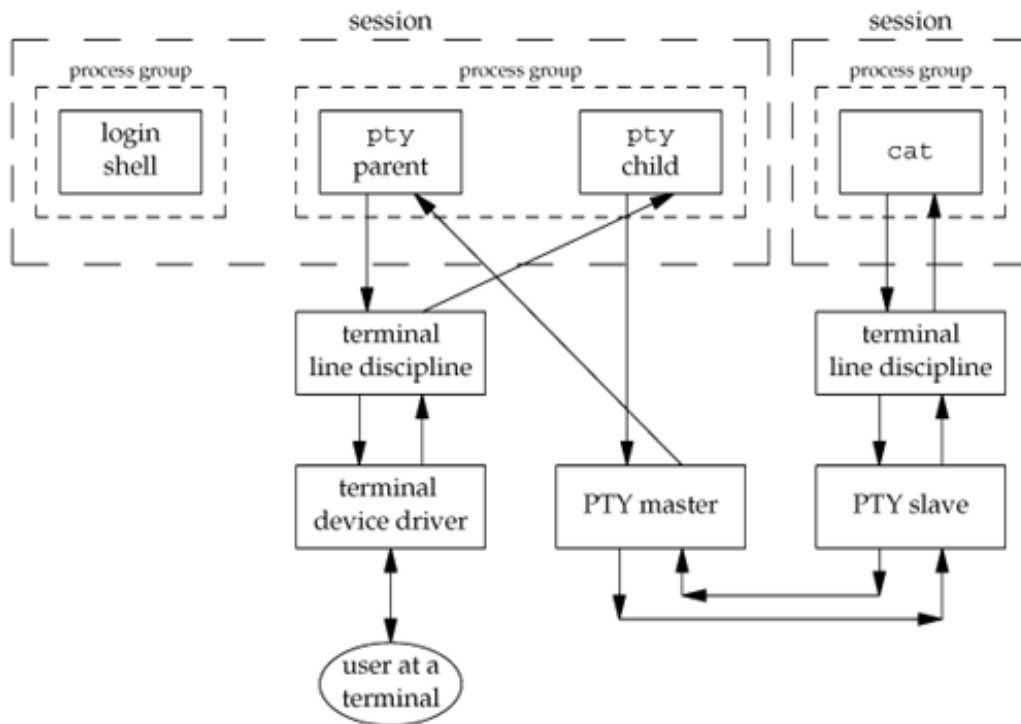 session
session
process group
process group
process group
login
shell
pty
parent
pty
child
cat
terminal
line discipline
terminal
line discipline
terminal
device driver
PTY master
PTY slave
user at a
terminal